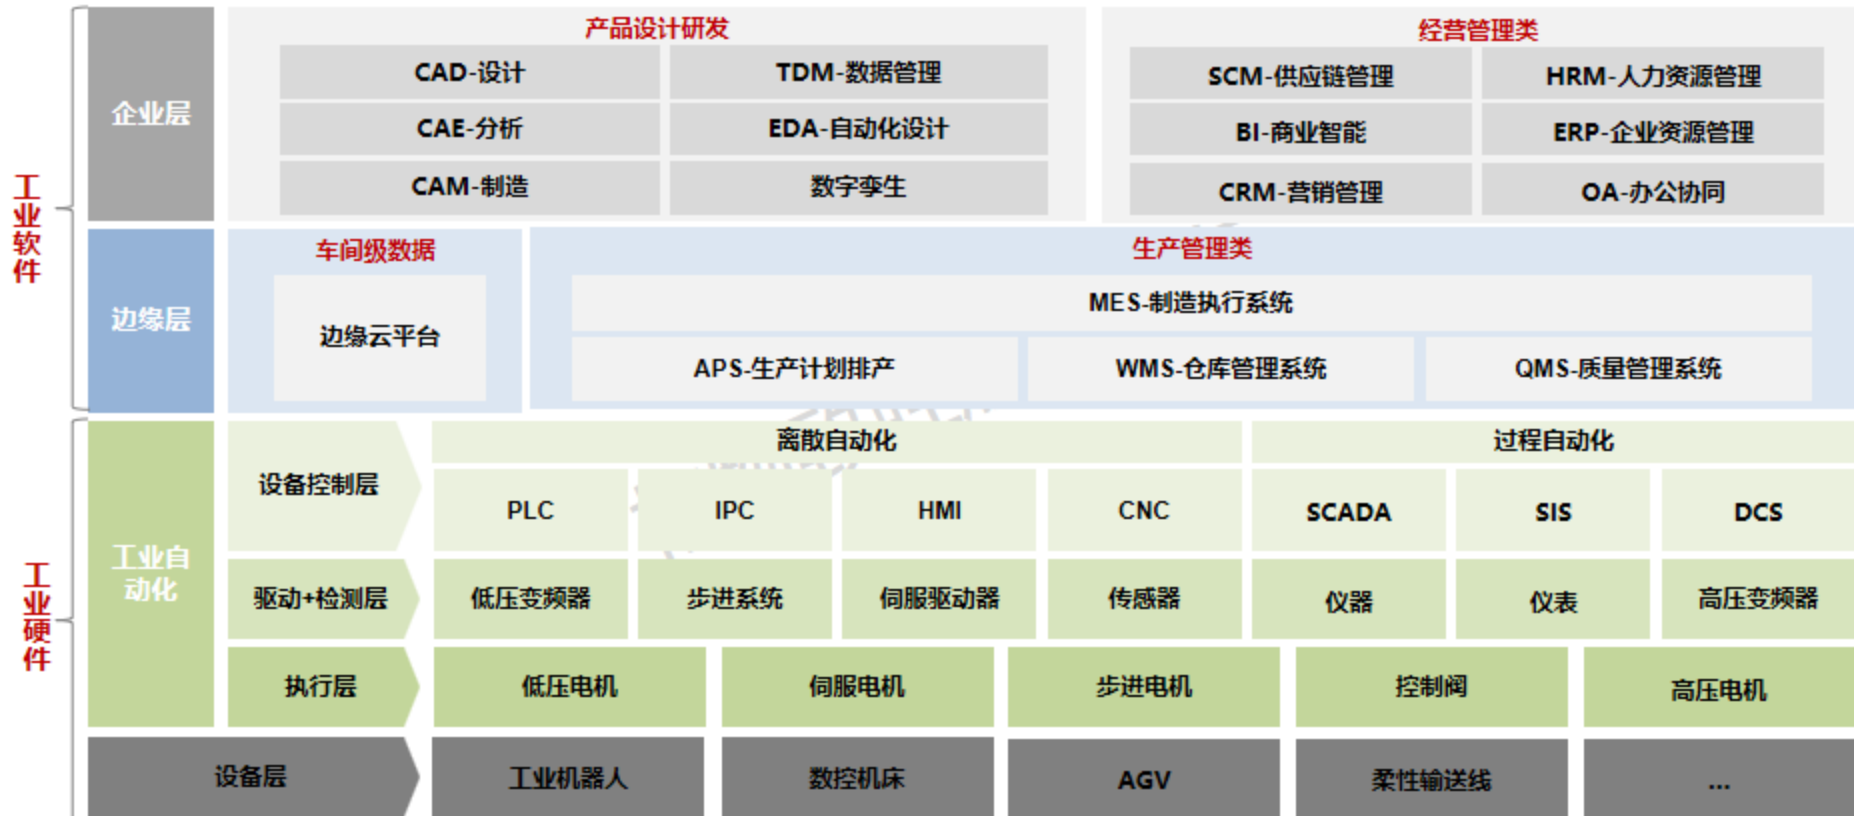 工业软件
企业层
产品设计研发
CAD-设计
TDM-数据管理
CAE-分析
EDA-自动化设计
CAM-制造
数字孪生
经营管理类
SCM-供应链管理
HRM-人力资源管理
BI-商业智能
ERP-企业资源管理
CRM-营销管理
OA-办公协同
边缘层
车间级数据
边缘云平台
生产管理类
MES-制造执行系统
APS-生产计划排产
WMS-仓库管理系统
QMS-质量管理系统
工业硬件
工业自
动化
设备控制层
离散自动化
过程自动化
PLC
IPC
HMI
CNC
SCADA
SIS
DCS
驱动+检测层
低压变频器
步进系统
伺服驱动器
传感器
仪器
仪表
高压变频器
执行层
低压电机
伺服电机
步进电机
控制阀
高压电机
设备层
工业机器人
数控机床
AGV
柔性输送线
...